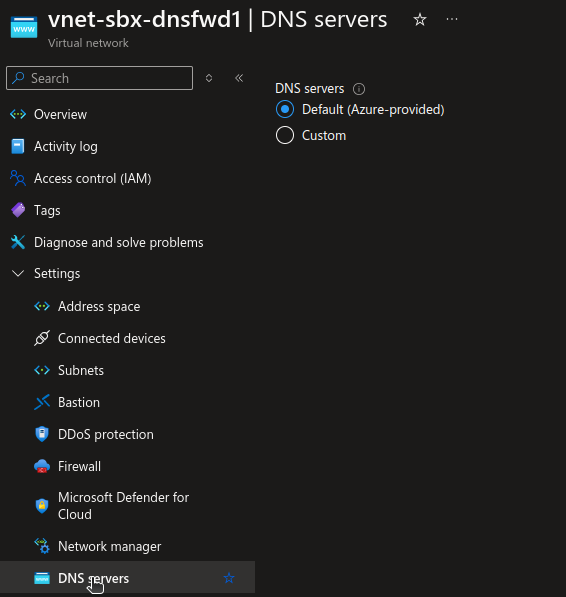 vnet-sbx-dnsfwd1 | DNS servers
Virtual network
Search
DNS servers
Default (Azure-provided)
Custom
Overview
Activity log
Access control (IAM)
Tags
Diagnose and solve problems
Settings
Address space
Connected devices
Subnets
Bastion
DDoS protection
Firewall
Microsoft Defender for
Cloud
Network manager
DNS servers